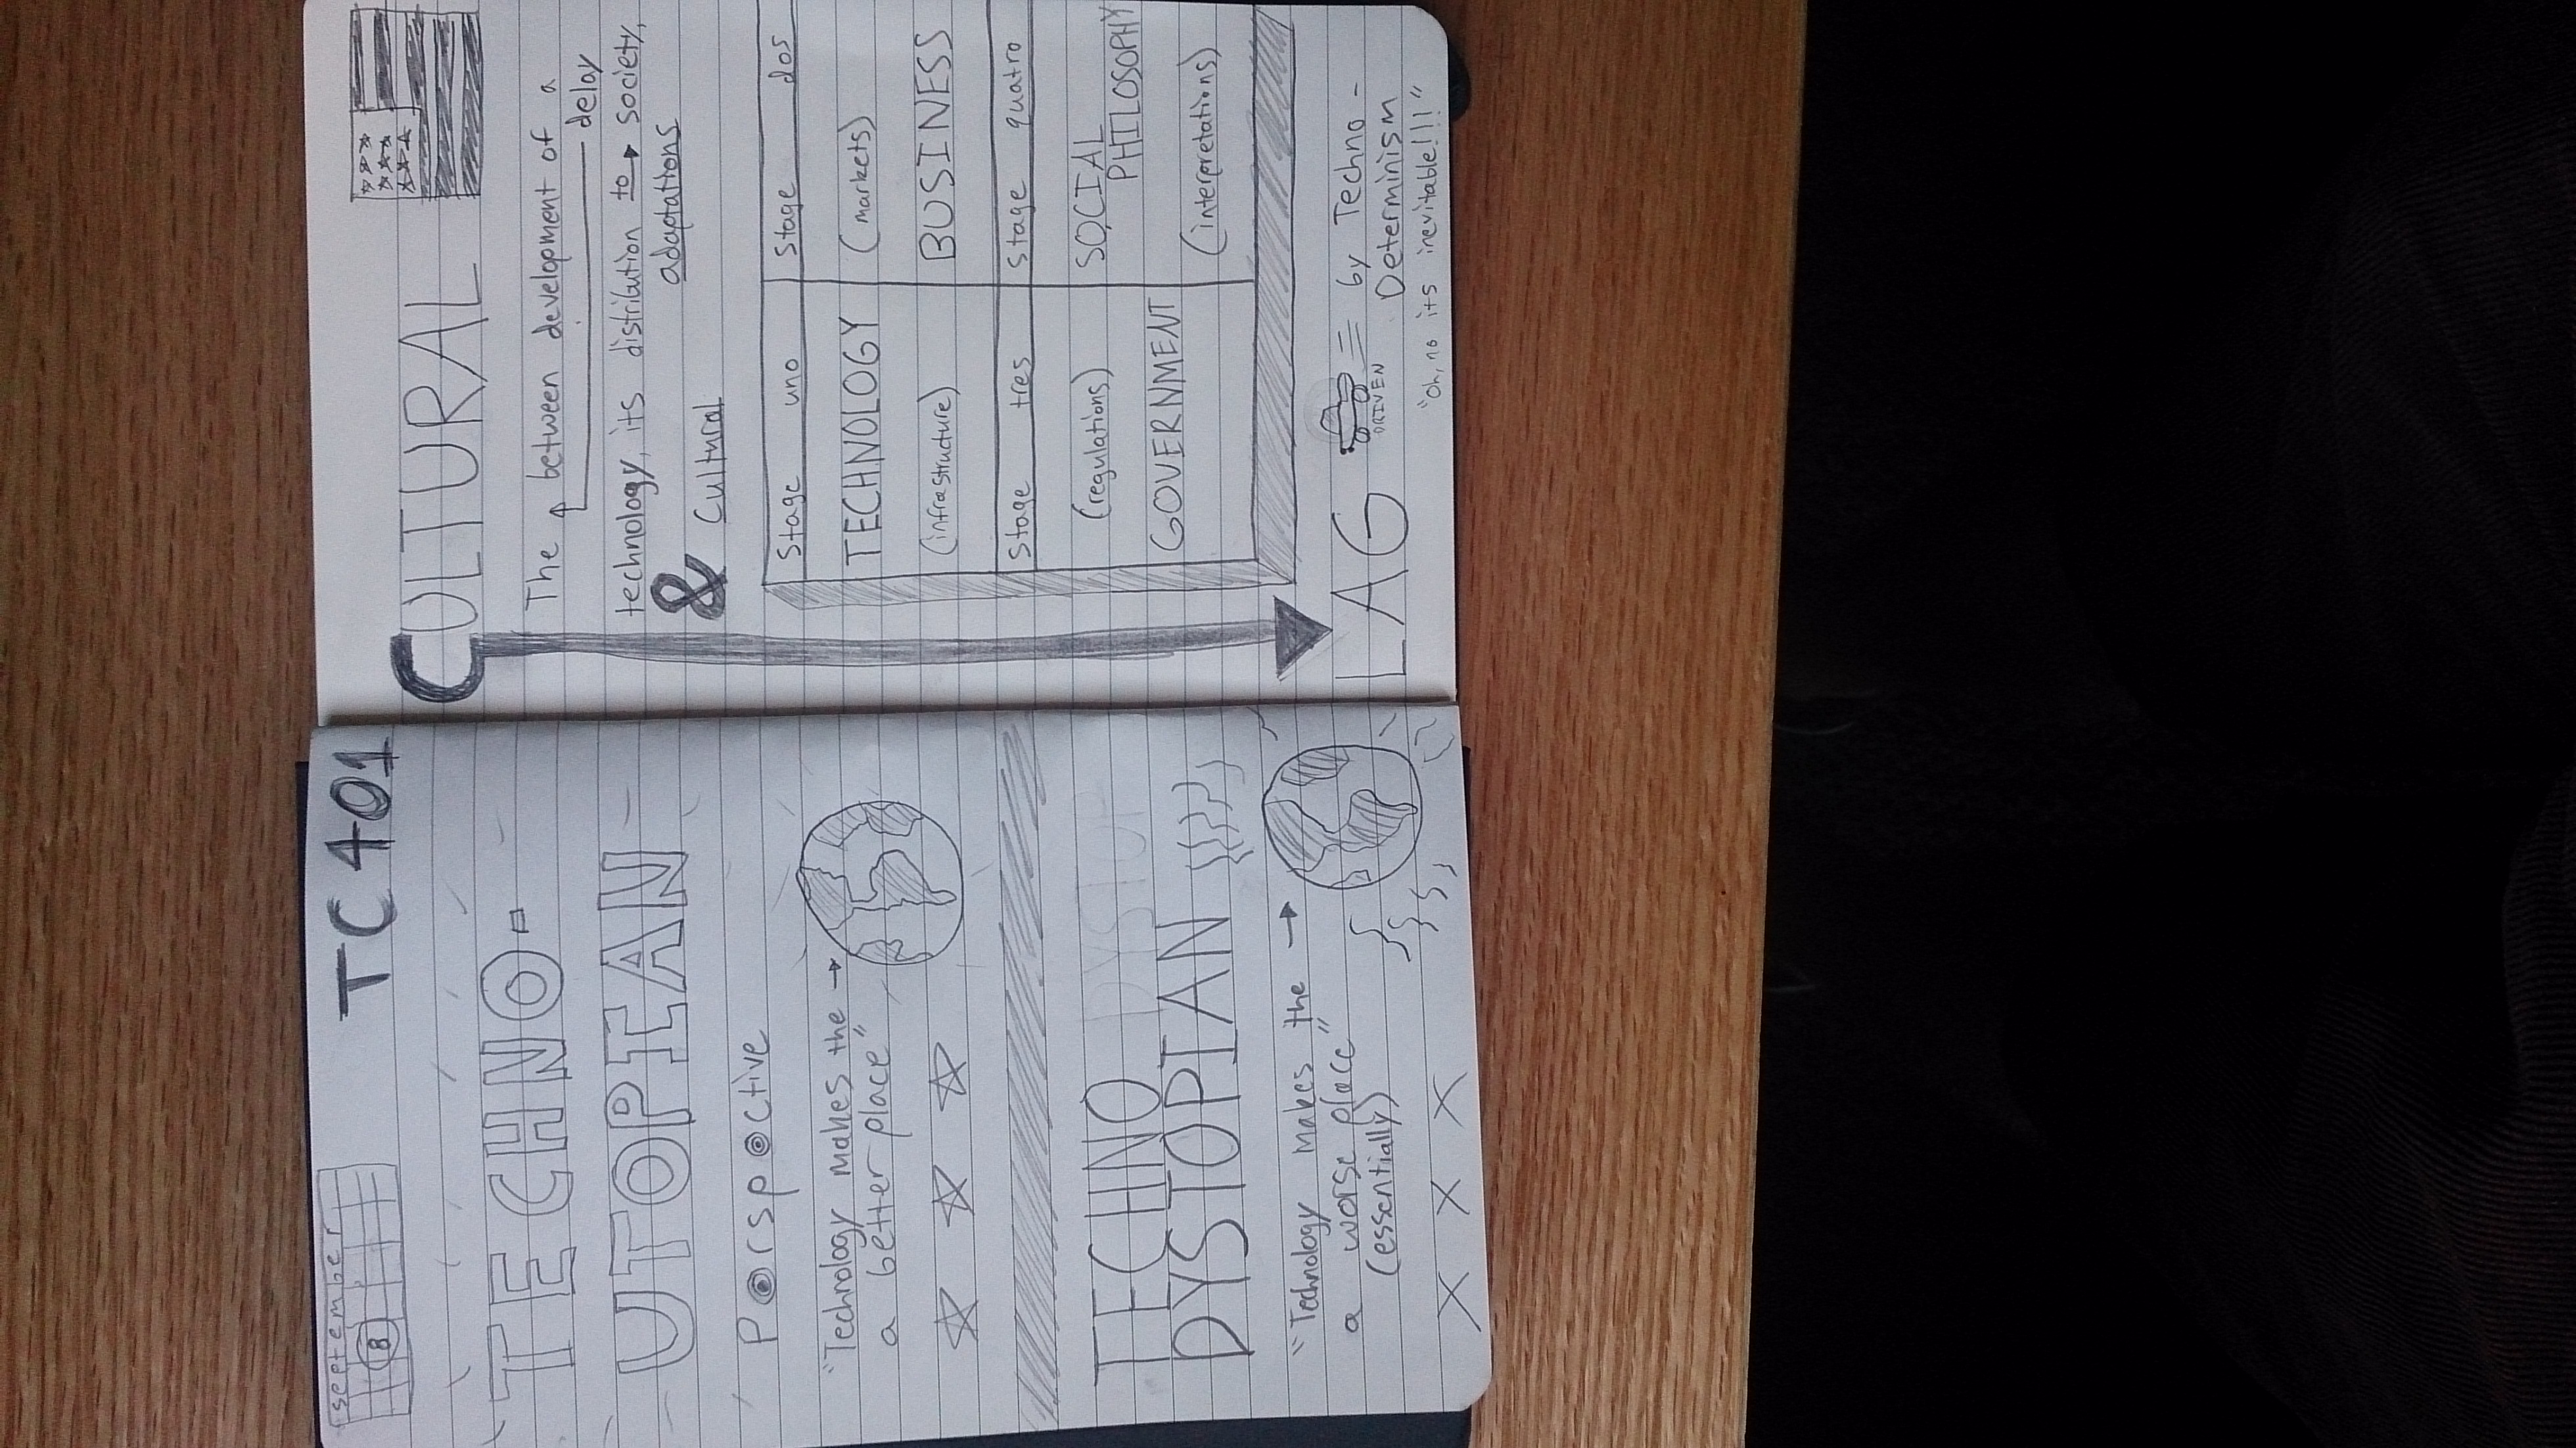 september
8
TC 401
TECHNO-
UTOPIAN
Perspective
"Technology makes the
a better place"
DYSTOP
TECHNO
DYSTOPIAN
"Technology makes the
a worse place"
(essentially)
X X X
CULTURAL
The between development of a
delay
technology, its distribution to society,
& adaptations
Cultural
Stage uno
TECHNOLOGY
(infrastructure)
Stage dos
(markets)
BUSINESS
Stage tres
(regulations)
GOVERNMENT
Stage quatro
SOCIAL
PHILOSOPHY
(interpretations)
LAG
DRIVEN
by Techno-
Determinism
"Oh, no its inevitable!!!"